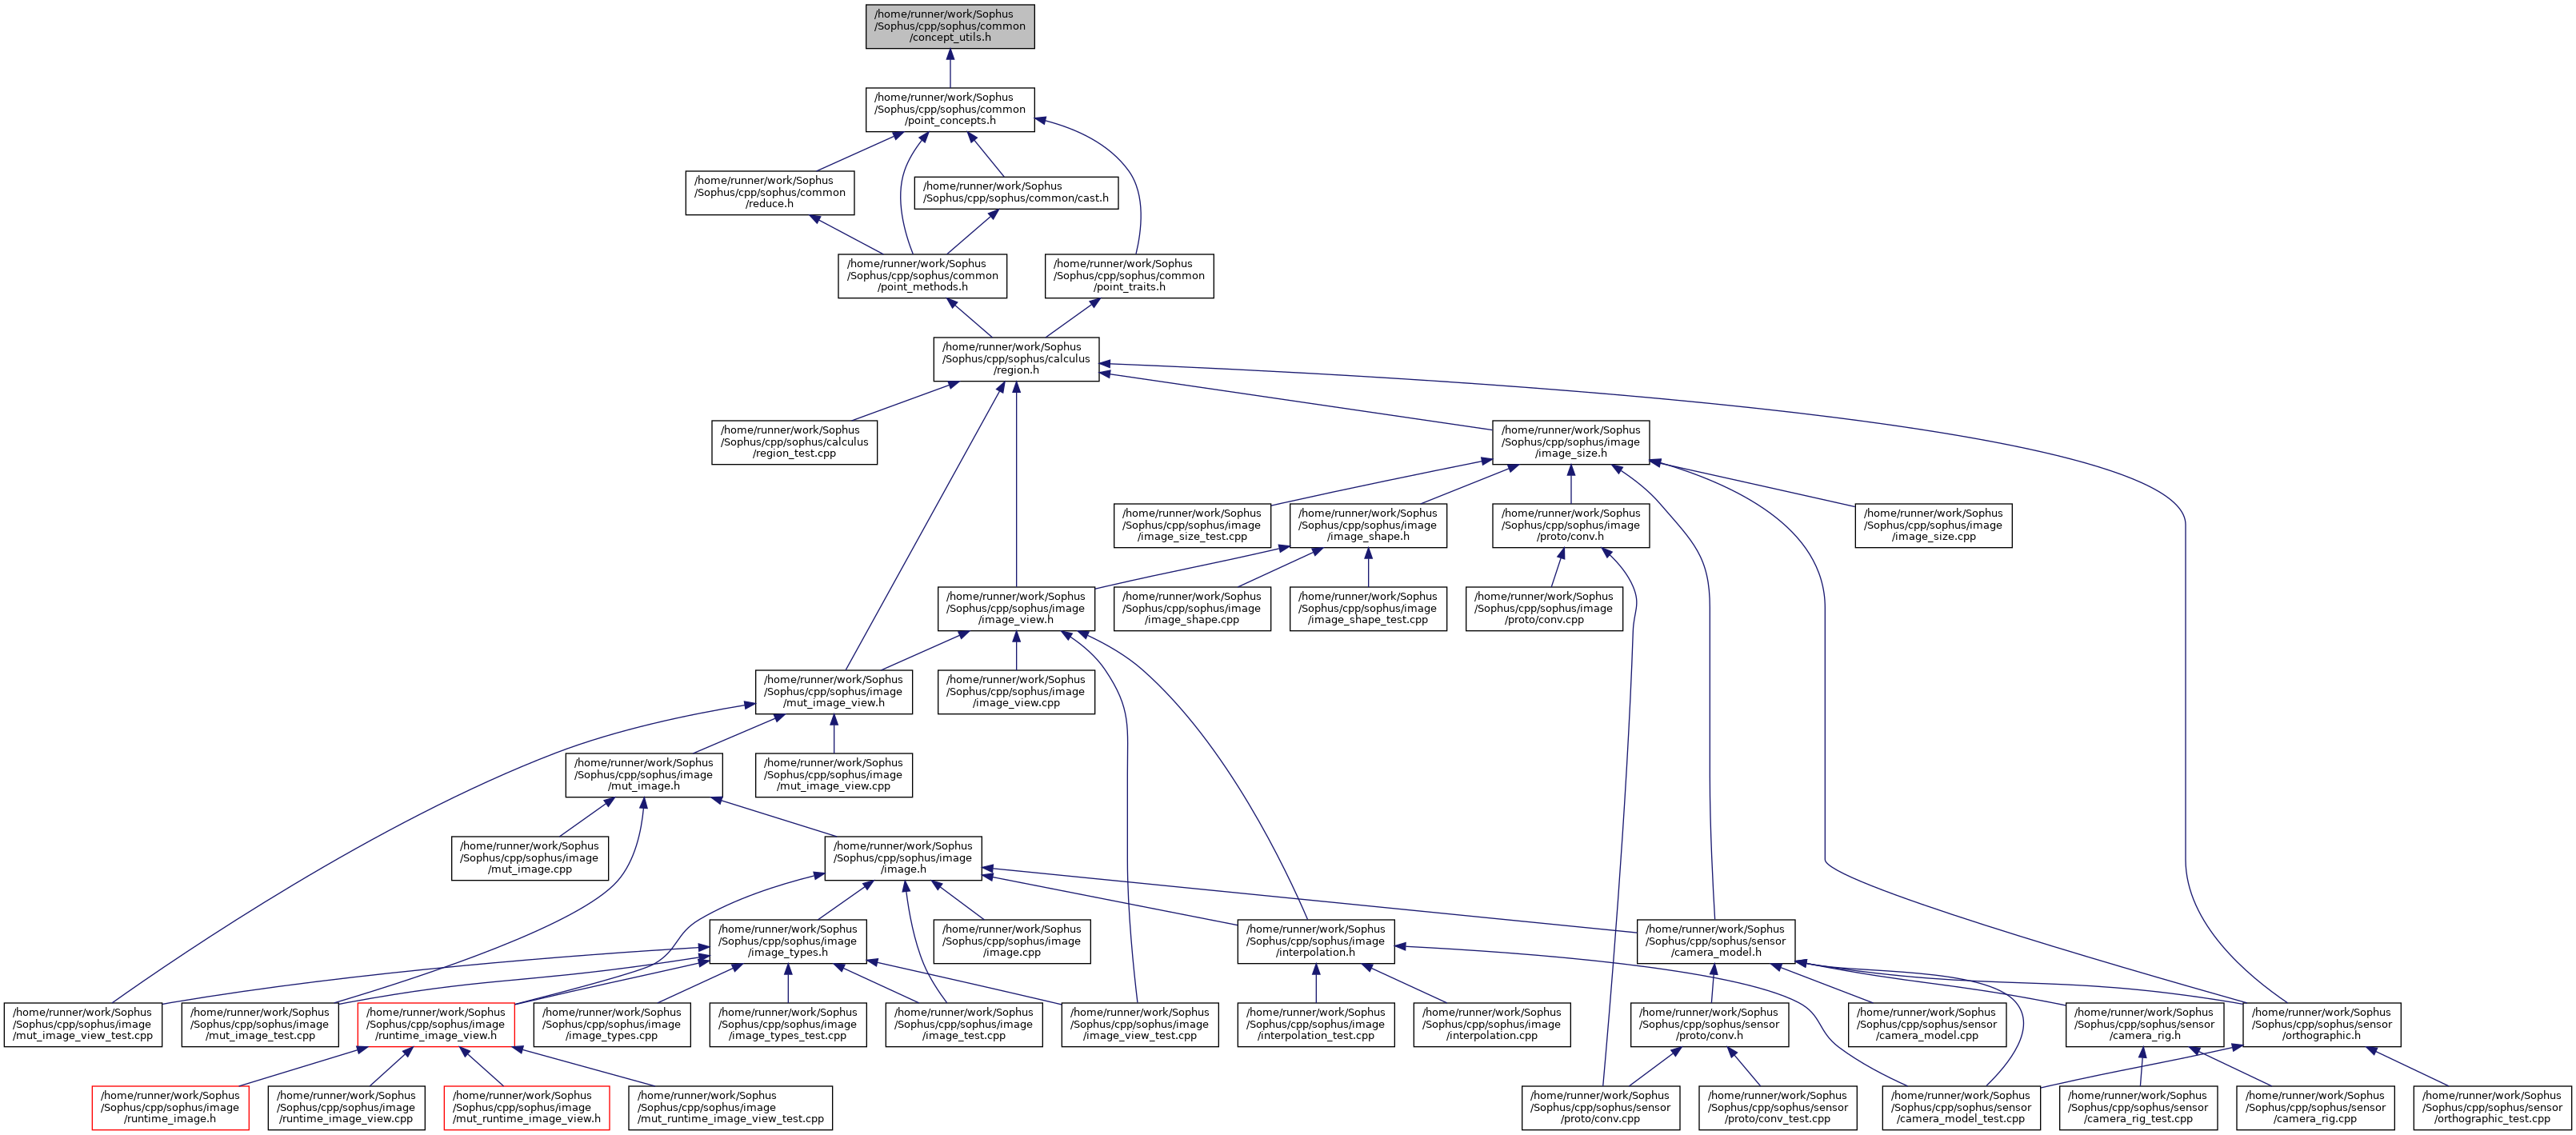 /home/runner/work/Sophus
/Sophus/cpp/sophus/common
/concept_utils.h
/home/runner/work/Sophus
/Sophus/cpp/sophus/common
/point_concepts.h
/home/runner/work/Sophus
/Sophus/cpp/sophus/common
/reduce.h
/home/runner/work/Sophus
/Sophus/cpp/sophus/common/cast.h
/home/runner/work/Sophus
/Sophus/cpp/sophus/common
/point_methods.h
/home/runner/work/Sophus
/Sophus/cpp/sophus/common
/point_traits.h
/home/runner/work/Sophus
/Sophus/cpp/sophus/calculus
/region.h
/home/runner/work/Sophus
/Sophus/cpp/sophus/calculus
/region_test.cpp
/home/runner/work/Sophus
/Sophus/cpp/sophus/image
/image_size.h
/home/runner/work/Sophus
/Sophus/cpp/sophus/image
/image_size_test.cpp
/home/runner/work/Sophus
/Sophus/cpp/sophus/image
/image_shape.h
/home/runner/work/Sophus
/Sophus/cpp/sophus/image
/proto/conv.h
/home/runner/work/Sophus
/Sophus/cpp/sophus/image
/image_size.cpp
/home/runner/work/Sophus
/Sophus/cpp/sophus/image
/image_view.h
/home/runner/work/Sophus
/Sophus/cpp/sophus/image
/image_shape.cpp
/home/runner/work/Sophus
/Sophus/cpp/sophus/image
/image_shape_test.cpp
/home/runner/work/Sophus
/Sophus/cpp/sophus/image
/proto/conv.cpp
/home/runner/work/Sophus
/Sophus/cpp/sophus/image
/mut_image_view.h
/home/runner/work/Sophus
/Sophus/cpp/sophus/image
/image_view.cpp
/home/runner/work/Sophus
/Sophus/cpp/sophus/image
/mut_image.h
/home/runner/work/Sophus
/Sophus/cpp/sophus/image
/mut_image_view.cpp
/home/runner/work/Sophus
/Sophus/cpp/sophus/image
/mut_image.cpp
/home/runner/work/Sophus
/Sophus/cpp/sophus/image
/image.h
/home/runner/work/Sophus
/Sophus/cpp/sophus/image
/image_types.h
/home/runner/work/Sophus
/Sophus/cpp/sophus/image
/image.cpp
/home/runner/work/Sophus
/Sophus/cpp/sophus/image
/interpolation.h
/home/runner/work/Sophus
/Sophus/cpp/sophus/sensor
/camera_model.h
/home/runner/work/Sophus
/Sophus/cpp/sophus/image
/mut_image_view_test.cpp
/home/runner/work/Sophus
/Sophus/cpp/sophus/image
/mut_image_test.cpp
/home/runner/work/Sophus
/Sophus/cpp/sophus/image
/runtime_image_view.h
/home/runner/work/Sophus
/Sophus/cpp/sophus/image
/image_types.cpp
/home/runner/work/Sophus
/Sophus/cpp/sophus/image
/image_types_test.cpp
/home/runner/work/Sophus
/Sophus/cpp/sophus/image
/image_test.cpp
/home/runner/work/Sophus
/Sophus/cpp/sophus/image
/image_view_test.cpp
/home/runner/work/Sophus
/Sophus/cpp/sophus/image
/interpolation_test.cpp
/home/runner/work/Sophus
/Sophus/cpp/sophus/image
/interpolation.cpp
/home/runner/work/Sophus
/Sophus/cpp/sophus/sensor
/proto/conv.h
/home/runner/work/Sophus
/Sophus/cpp/sophus/sensor
/camera_model.cpp
/home/runner/work/Sophus
/Sophus/cpp/sophus/sensor
/camera_rig.h
/home/runner/work/Sophus
/Sophus/cpp/sophus/sensor
/orthographic.h
/home/runner/work/Sophus
/Sophus/cpp/sophus/image
/runtime_image.h
/home/runner/work/Sophus
/Sophus/cpp/sophus/image
/runtime_image_view.cpp
/home/runner/work/Sophus
/Sophus/cpp/sophus/image
/mut_runtime_image_view.h
/home/runner/work/Sophus
/Sophus/cpp/sophus/image
/mut_runtime_image_view_test.cpp
/home/runner/work/Sophus
/Sophus/cpp/sophus/sensor
/proto/conv.cpp
/home/runner/work/Sophus
/Sophus/cpp/sophus/sensor
/proto/conv_test.cpp
/home/runner/work/Sophus
/Sophus/cpp/sophus/sensor
/camera_model_test.cpp
/home/runner/work/Sophus
/Sophus/cpp/sophus/sensor
/camera_rig_test.cpp
/home/runner/work/Sophus
/Sophus/cpp/sophus/sensor
/camera_rig.cpp
/home/runner/work/Sophus
/Sophus/cpp/sophus/sensor
/orthographic_test.cpp